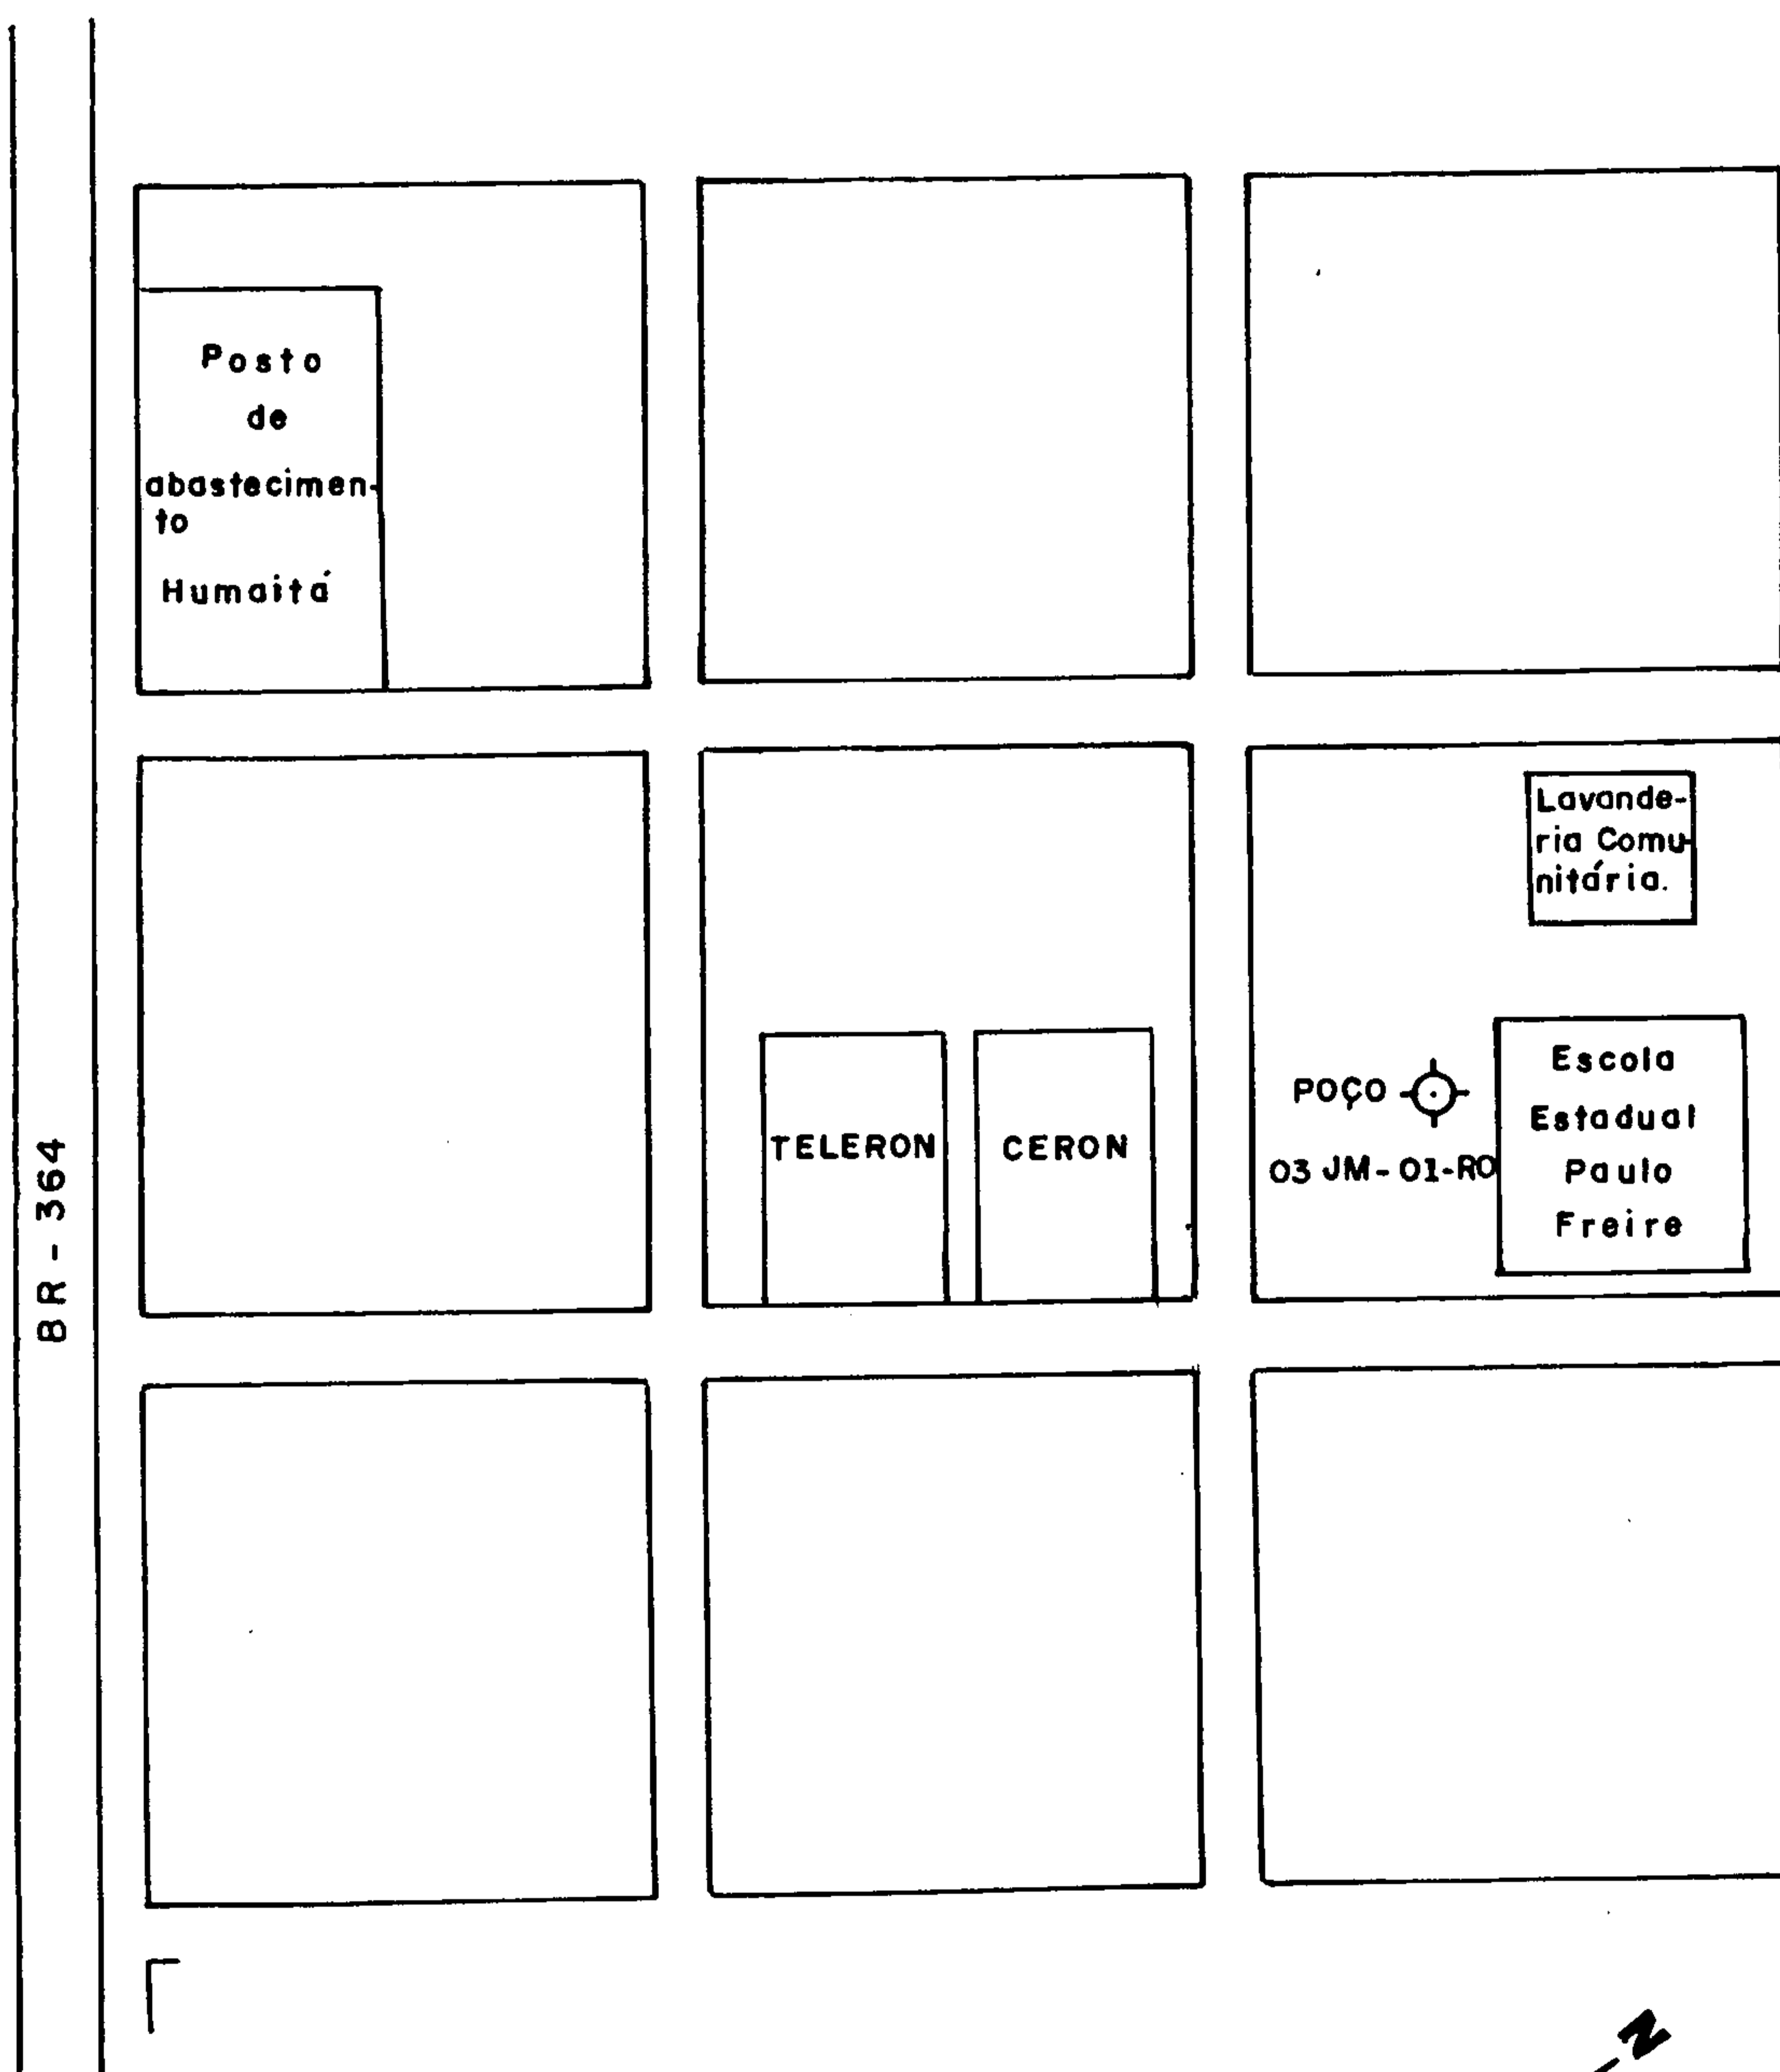 Posto
de
abastecimen-
to
Humaitá
Lavande-
ria Comu-
nitária.
TELERON
CERON
POÇO
03 JM-01-RO
Escola
Estadual
Paulo
Freire
BR-364
N